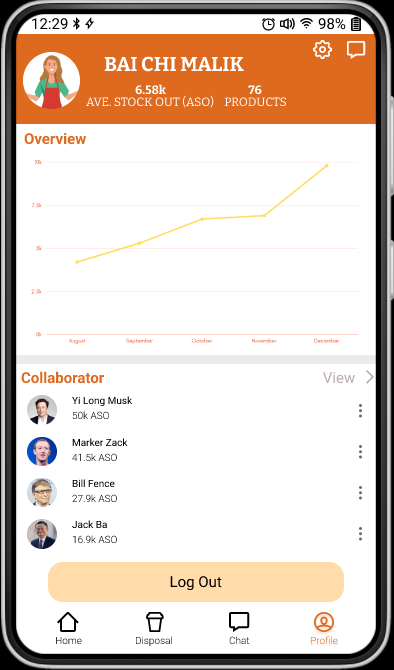 12:29 98%
BAI CHI MALIK
6.58k 76
AVE. STOCK OUT (ASO) PRODUCTS
Overview
10k
7.5k
5k
2.5k
0k
August September October November December
Collaborator View
Yi Long Musk
50k ASO
Marker Zack
41.5k ASO
Bill Fence
27.9k ASO
Jack Ba
16.9k ASO
Log Out
Home Disposal Chat Profile